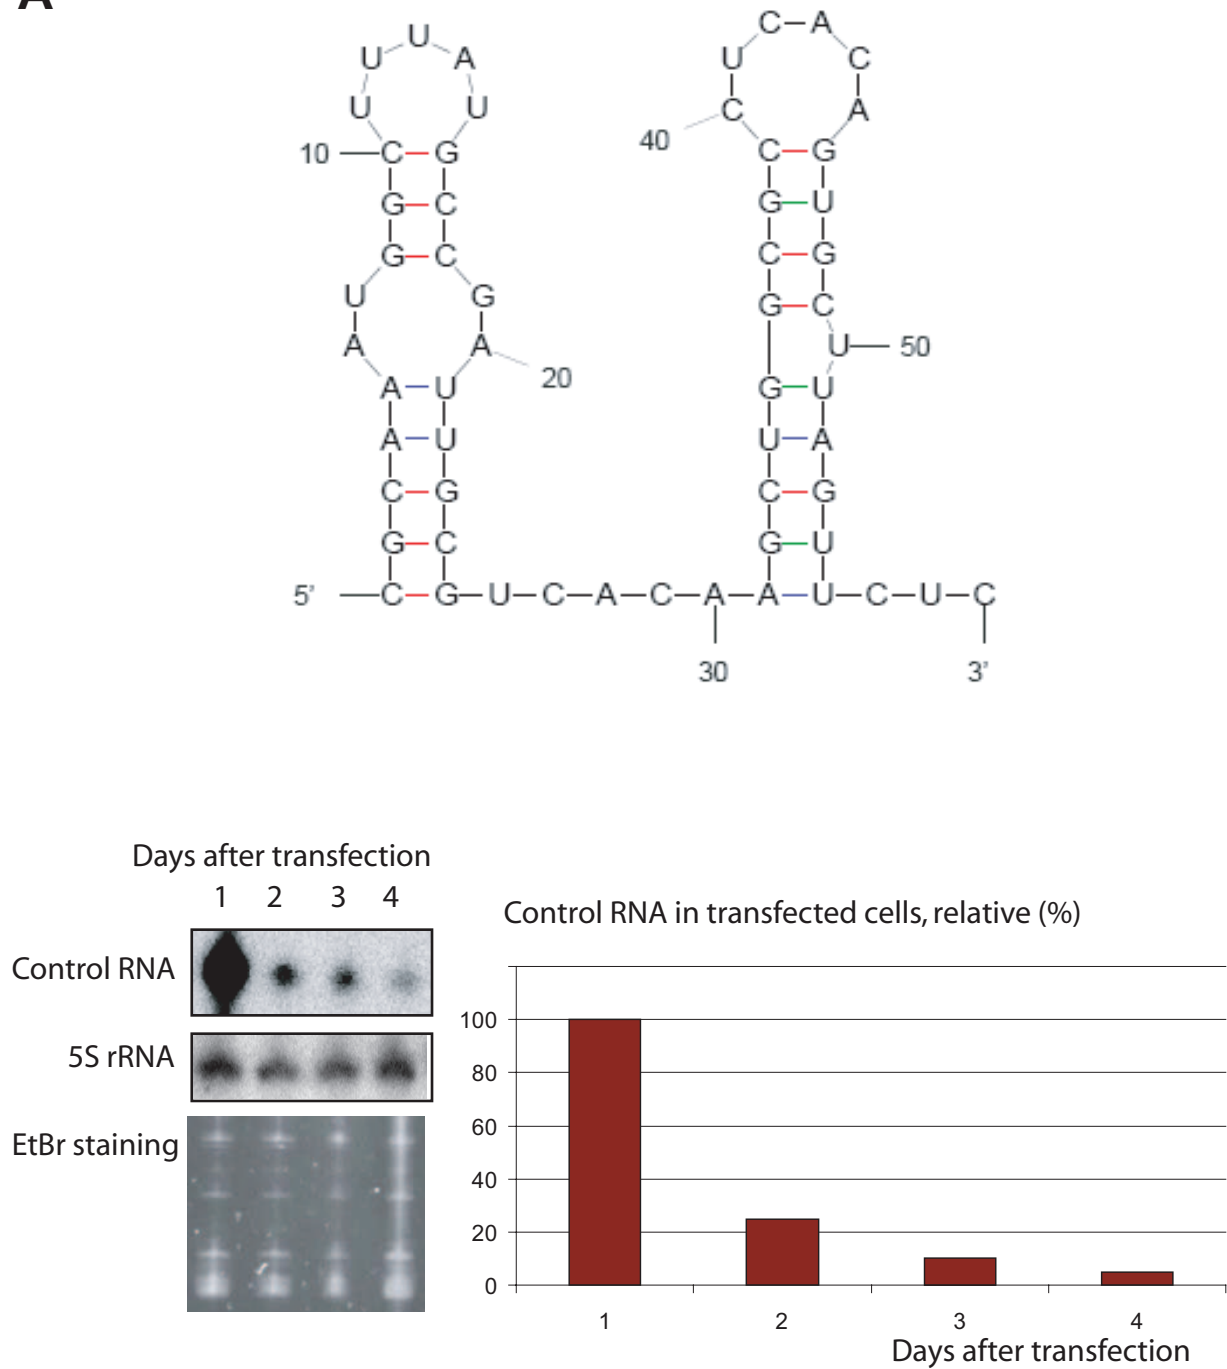 A
C–A
U U A
U U
C
U A
U
C A
10 C–G
40
C–G
G–C
G–U
G–C
C–G
U G
G–C
A A
20
U 50
A–U
G–U
A–U
U–A
C–G
C–G
G–C
G–U
5' C–G–U–C–A–C–A–A–U–C–U–C
30
3'
Days after transfection
1 2 3 4
Control RNA
5S rRNA
EtBr staining
Control RNA in transfected cells, relative (%)
100
80
60
40
20
0
1 2 3 4
Days after transfection